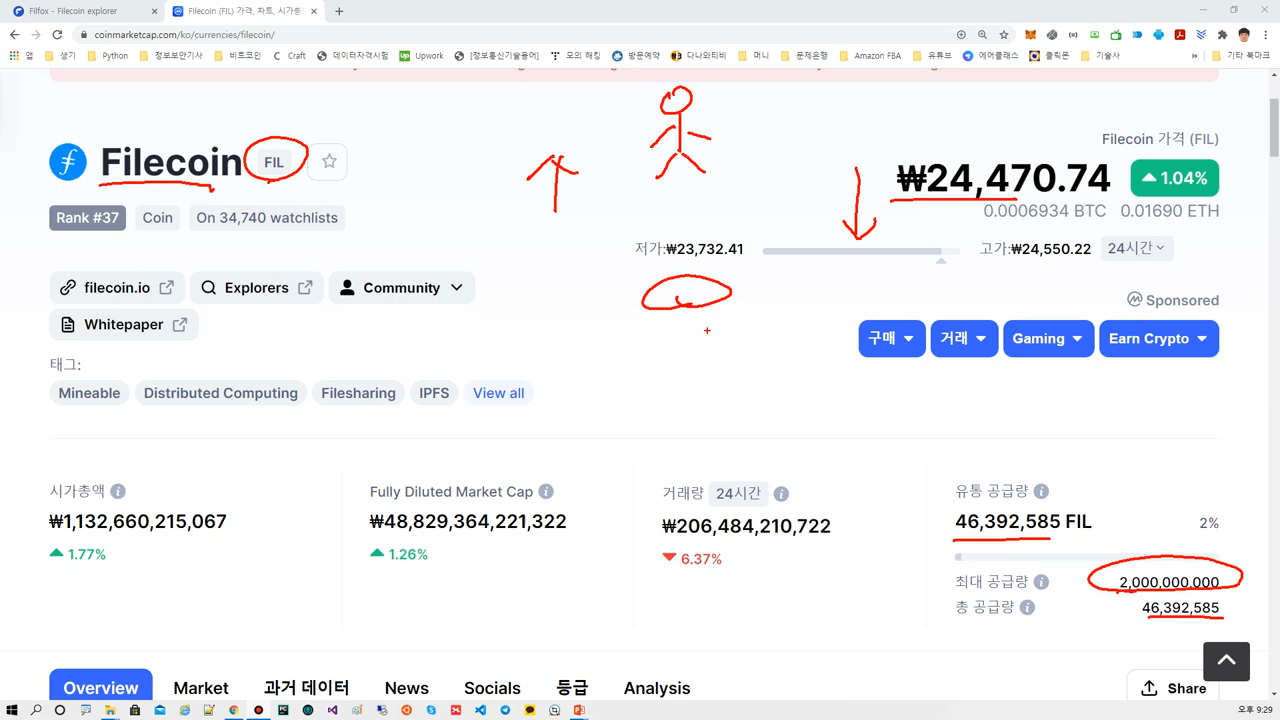 Filfox - Filecoin explorer
Filecoin (FIL) 가격, 차트, 시가총
coinmarketcap.com/ko/currencies/filecoin/
앱 생기 Python 정보보안기사 비트로인 Craft 데이터자격시험 Upwork [정보통신기술용어] 모의 해킹 방문예약 다나와티비 머니 문제은행 Amazon FBA 유튜브 에어클래스 클릭몬 기술사 » 기타 북마크
Filecoin FIL
Filecoin 가격 (FIL)
₩24,470.74 1.04%
Rank #37 Coin On 34,740 watchlists
0.0006934 BTC 0.01690 ETH
저가:₩23,732.41 고가:₩24,550.22 24시간
filecoin.io Explorers Community
Sponsored
Whitepaper
구매 거래 Gaming Earn Crypto
태그:
Mineable Distributed Computing Filesharing IPFS View all
시가총액 Fully Diluted Market Cap 거래량 24시간 유통 공급량
₩1,132,660,215,067 ₩48,829,364,221,322 ₩206,484,210,722 46,392,585 FIL 2%
1.77% 1.26% 6.37%
최대 공급량 2,000,000,000
총 공급량 46,392,585
Overview Market 과거 데이터 News Socials 등급 Analysis Share
오후 9:29